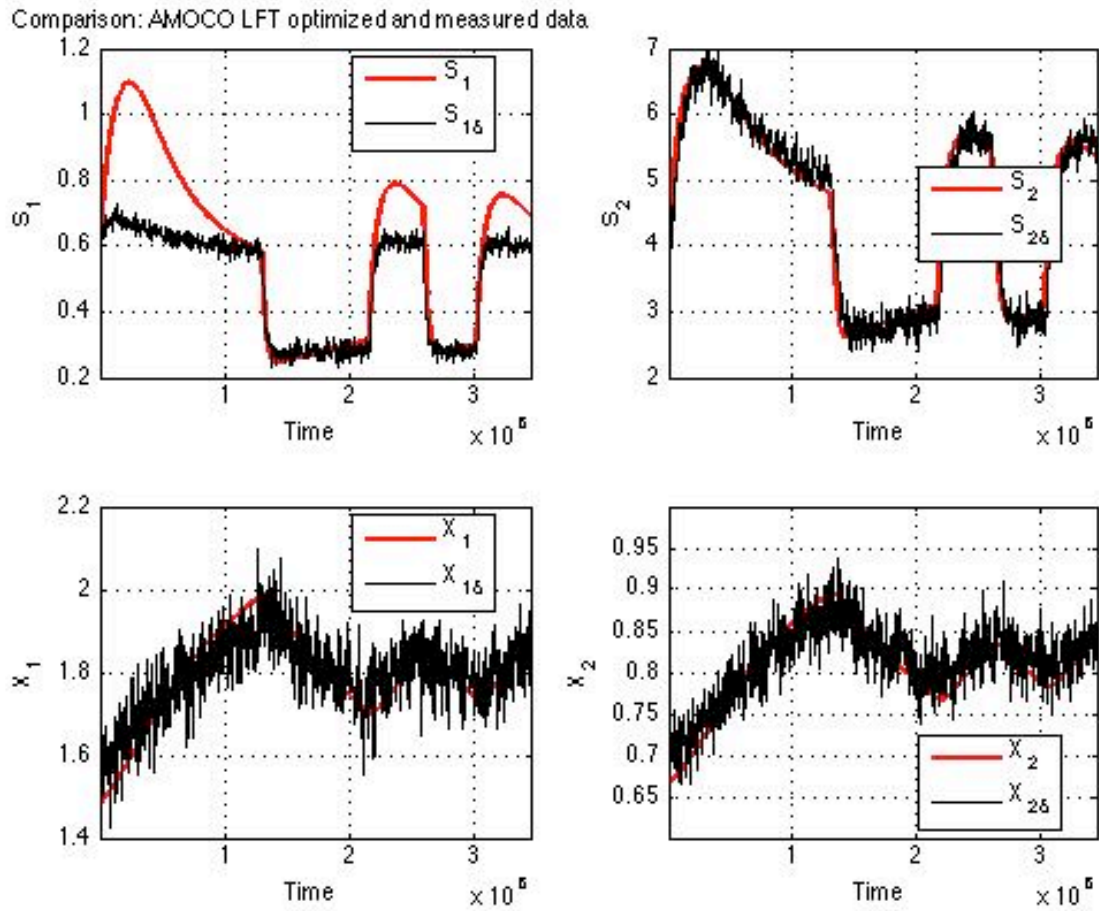 Comparison: AMOCO LFT optimized and measured data
1.2
1
0.8
0.6
0.4
0.2
S1
S1
S1δ
1 2 3
Time
x 10^6
7
6
5
4
3
2
S2
S2
S2δ
1 2 3
Time
x 10^6
2.2
2
1.8
1.6
1.4
X1
X1
X1δ
1 2 3
Time
x 10^6
0.95
0.9
0.85
0.8
0.75
0.7
0.65
X2
X2
X2δ
1 2 3
Time
x 10^6